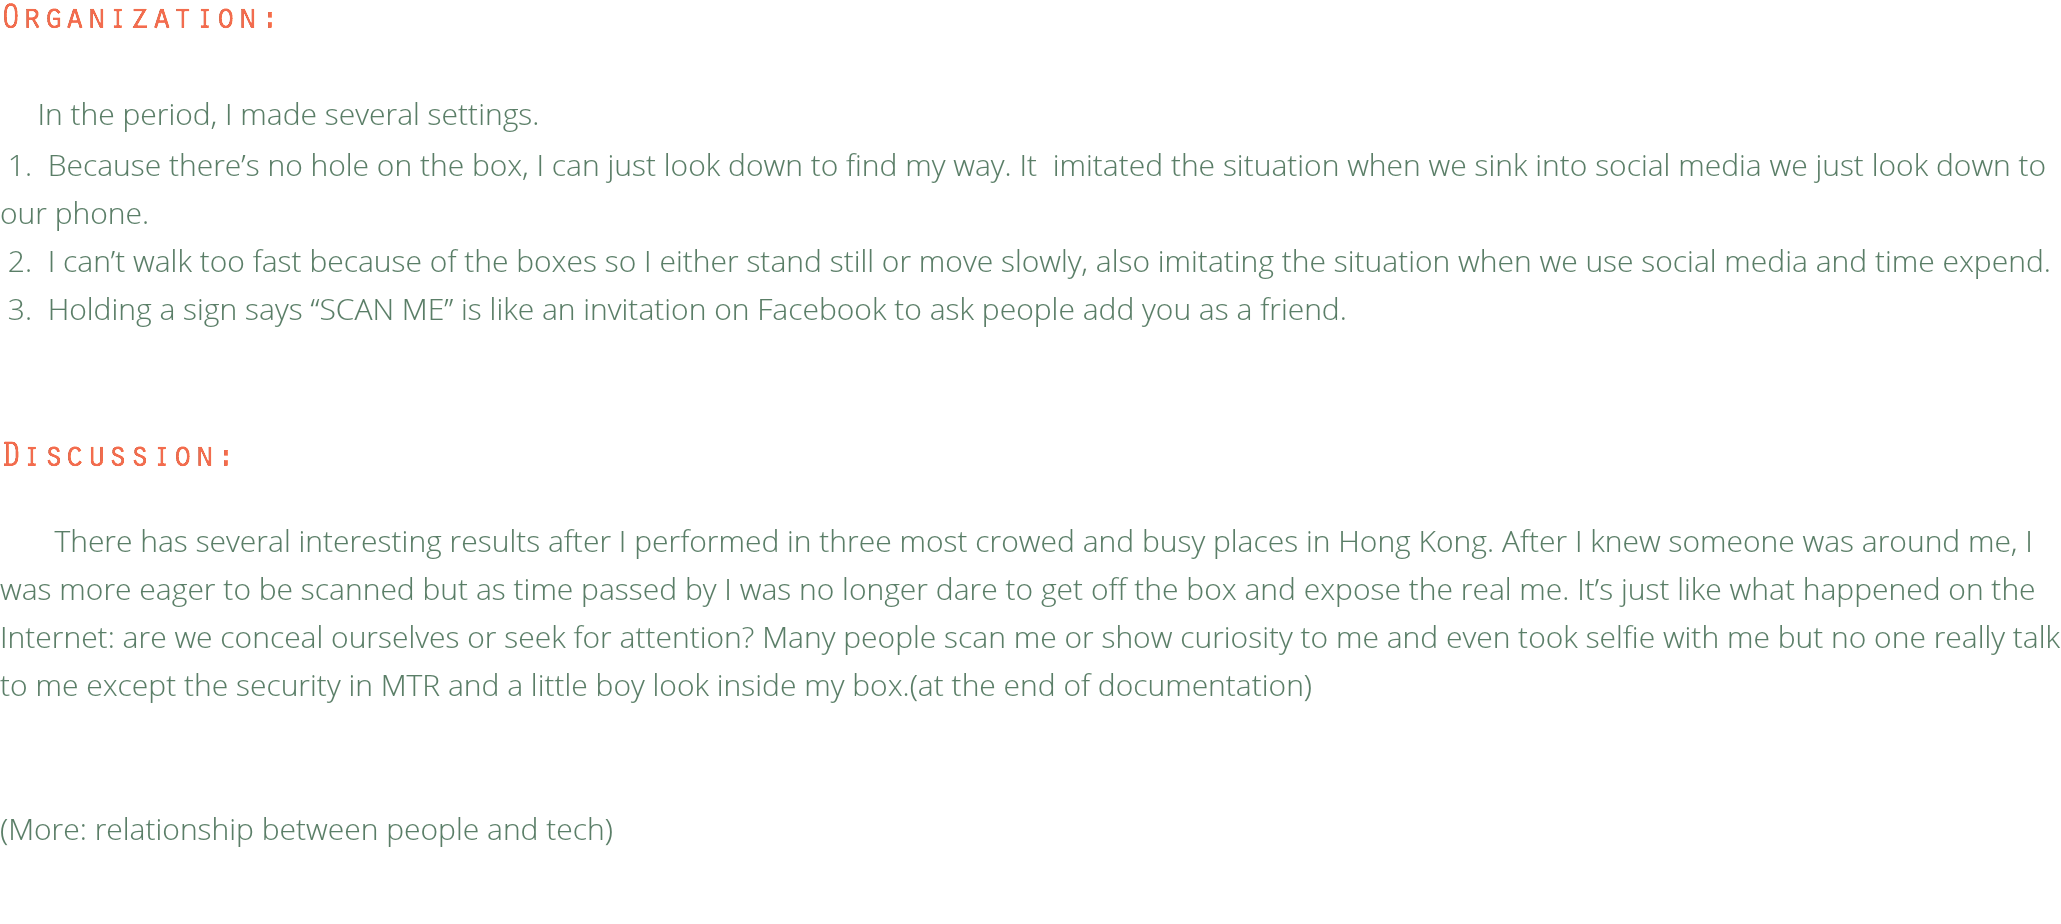 ORGANIZATION:
In the period, I made several settings.
1. Because there’s no hole on the box, I can just look down to find my way. It imitated the situation when we sink into social media we just look down to
our phone.
2. I can’t walk too fast because of the boxes so I either stand still or move slowly, also imitating the situation when we use social media and time expend.
3. Holding a sign says “SCAN ME” is like an invitation on Facebook to ask people add you as a friend.
DISCUSSION:
There has several interesting results after I performed in three most crowed and busy places in Hong Kong. After I knew someone was around me, I
was more eager to be scanned but as time passed by I was no longer dare to get off the box and expose the real me. It’s just like what happened on the
Internet: are we conceal ourselves or seek for attention? Many people scan me or show curiosity to me and even took selfie with me but no one really talk
to me except the security in MTR and a little boy look inside my box.(at the end of documentation)
(More: relationship between people and tech)